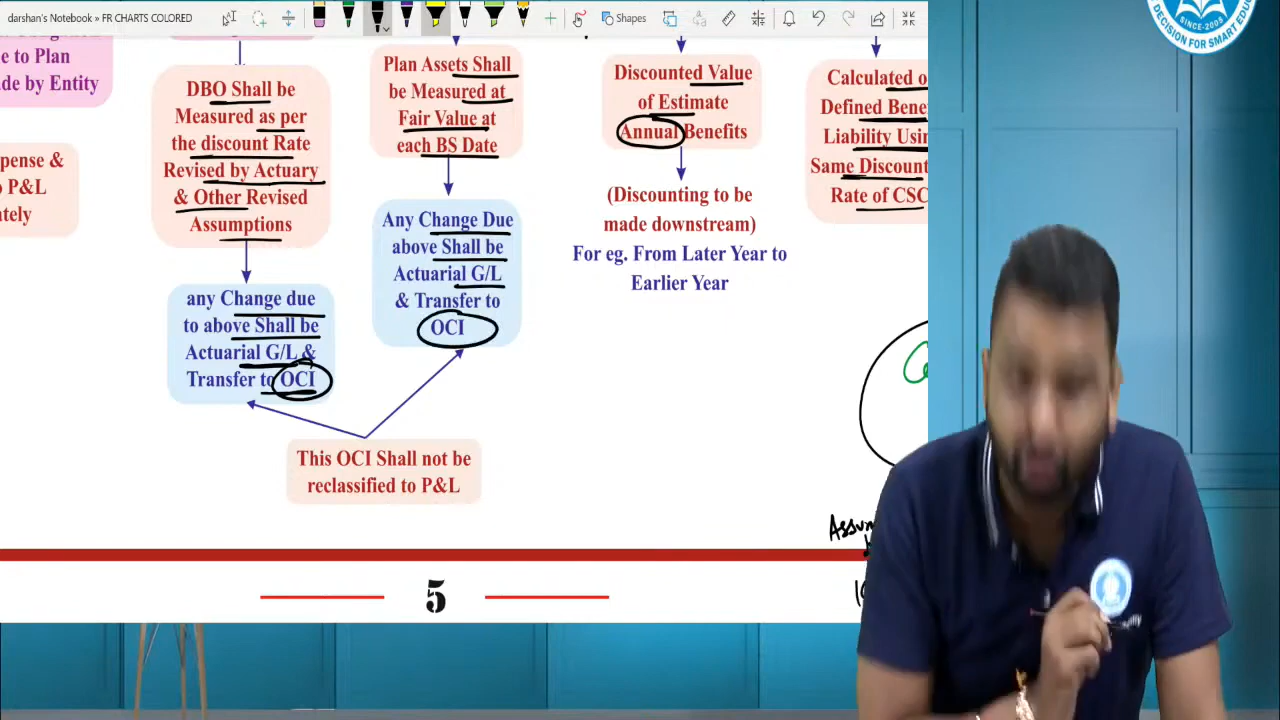 darshan's Notebook » FR CHARTS COLORED
Shapes
DECISION FOR SMART EDU
SINCE-2005
e to Plan
de by Entity
pense &
o P&L
ately
DBO Shall be
Measured as per
the discount Rate
Revised by Actuary
& Other Revised
Assumptions
any Change due
to above Shall be
Actuarial G/L &
Transfer to OCI
Plan Assets Shall
be Measured at
Fair Value at
each BS Date
Any Change Due
above Shall be
Actuarial G/L
& Transfer to
OCI
This OCI Shall not be
reclassified to P&L
Discounted Value
of Estimate
Annual Benefits
(Discounting to be
made downstream)
For eg. From Later Year to
Earlier Year
Calculated o
Defined Bene
Liability Usin
Same Discount
Rate of CSC
Assum
5